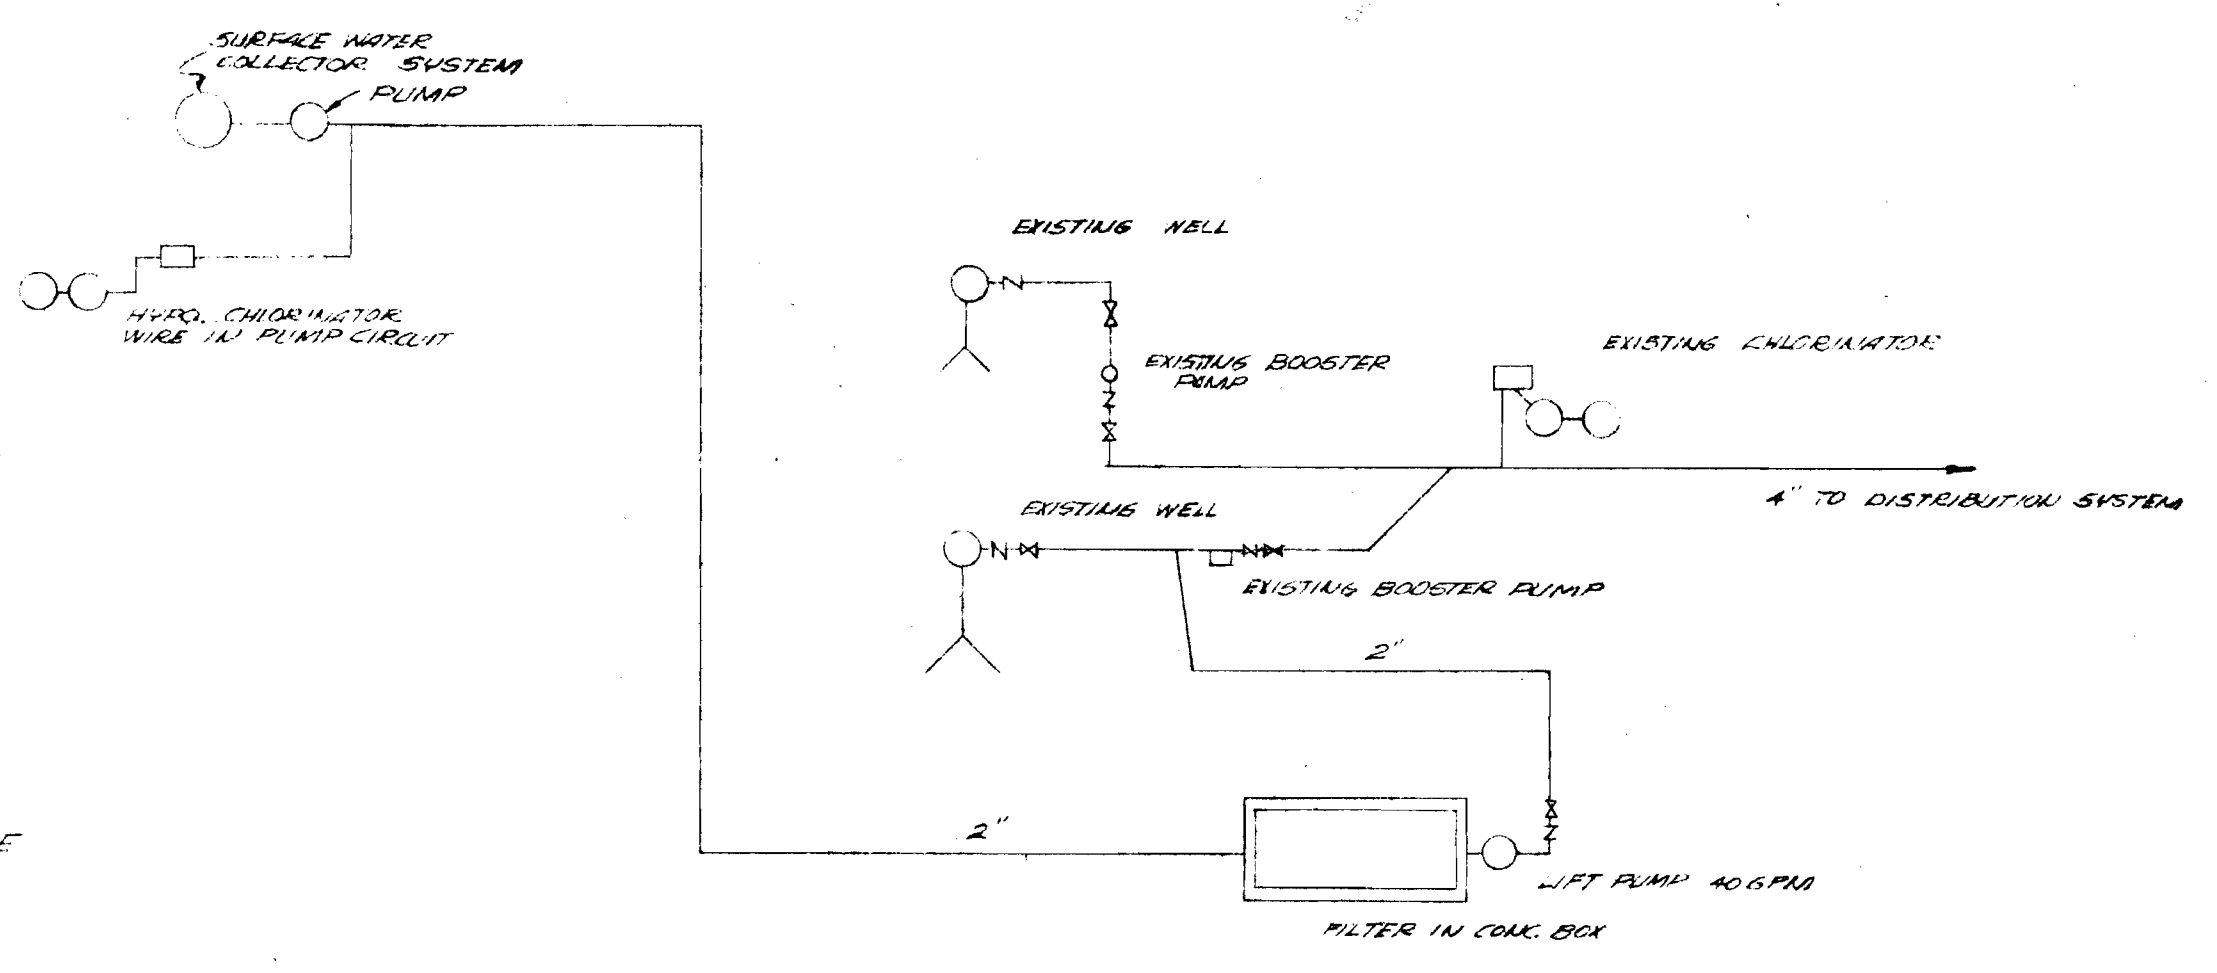 SURFACE WATER
COLLECTOR SYSTEM
PUMP
HYPO. CHLORINATOR
WIRE IN PUMP CIRCUIT
EXISTING WELL
EXISTING BOOSTER
PUMP
EXISTING CHLORINATOR
4" TO DISTRIBUTION SYSTEM
EXISTING WELL
EXISTING BOOSTER PUMP
2"
2"
LIFT PUMP 40 GPM
FILTER IN CONC. BOX